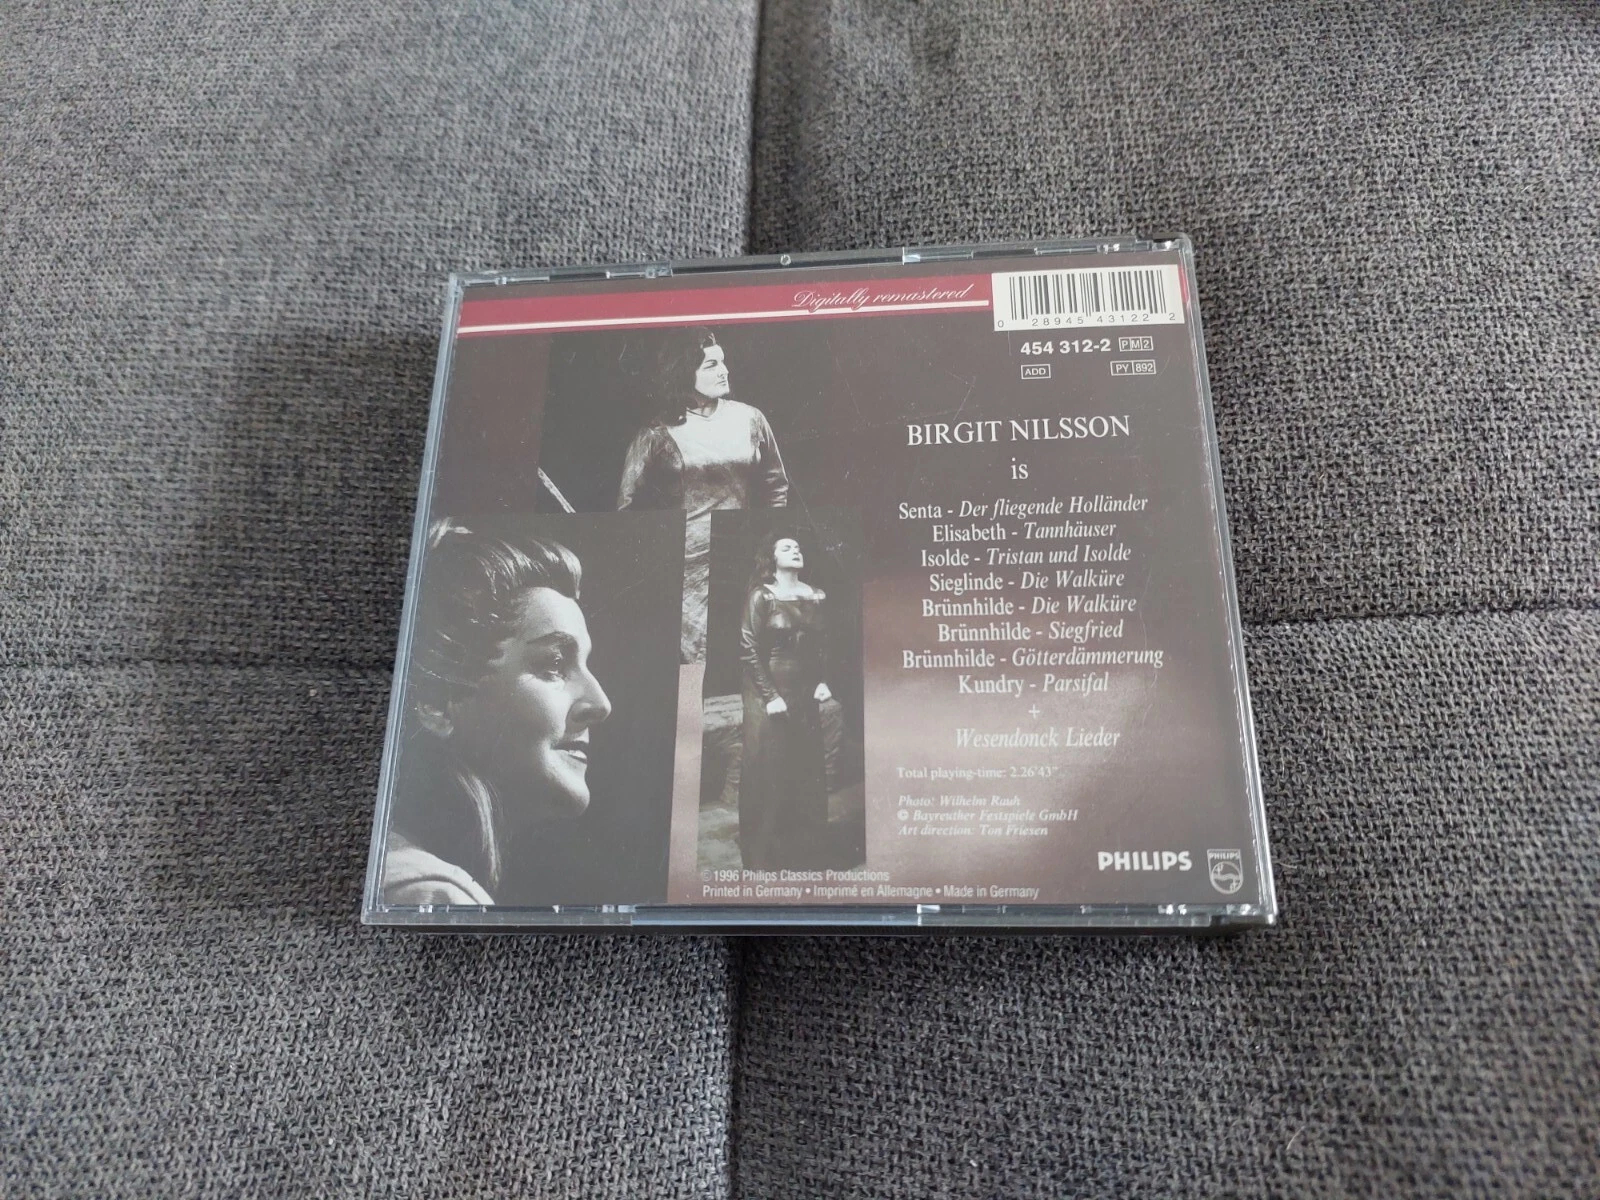 Digitally remastered
0 28945 43122 2
454 312-2 PM2
ADD PY 892
BIRGIT NILSSON
is
Senta - Der fliegende Holländer
Elisabeth - Tannhäuser
Isolde - Tristan und Isolde
Sieglinde - Die Walküre
Brünnhilde - Die Walküre
Brünnhilde - Siegfried
Brünnhilde - Götterdämmerung
Kundry - Parsifal
+
Wesendonck Lieder
Total playing-time: 2.26'43"
Photo: Wilhelm Rauh
© Bayreuther Festspiele GmbH
Art direction: Ton Friesen
PHILIPS PHILIPS
©1996 Philips Classics Productions
Printed in Germany • Imprimé en Allemagne • Made in Germany